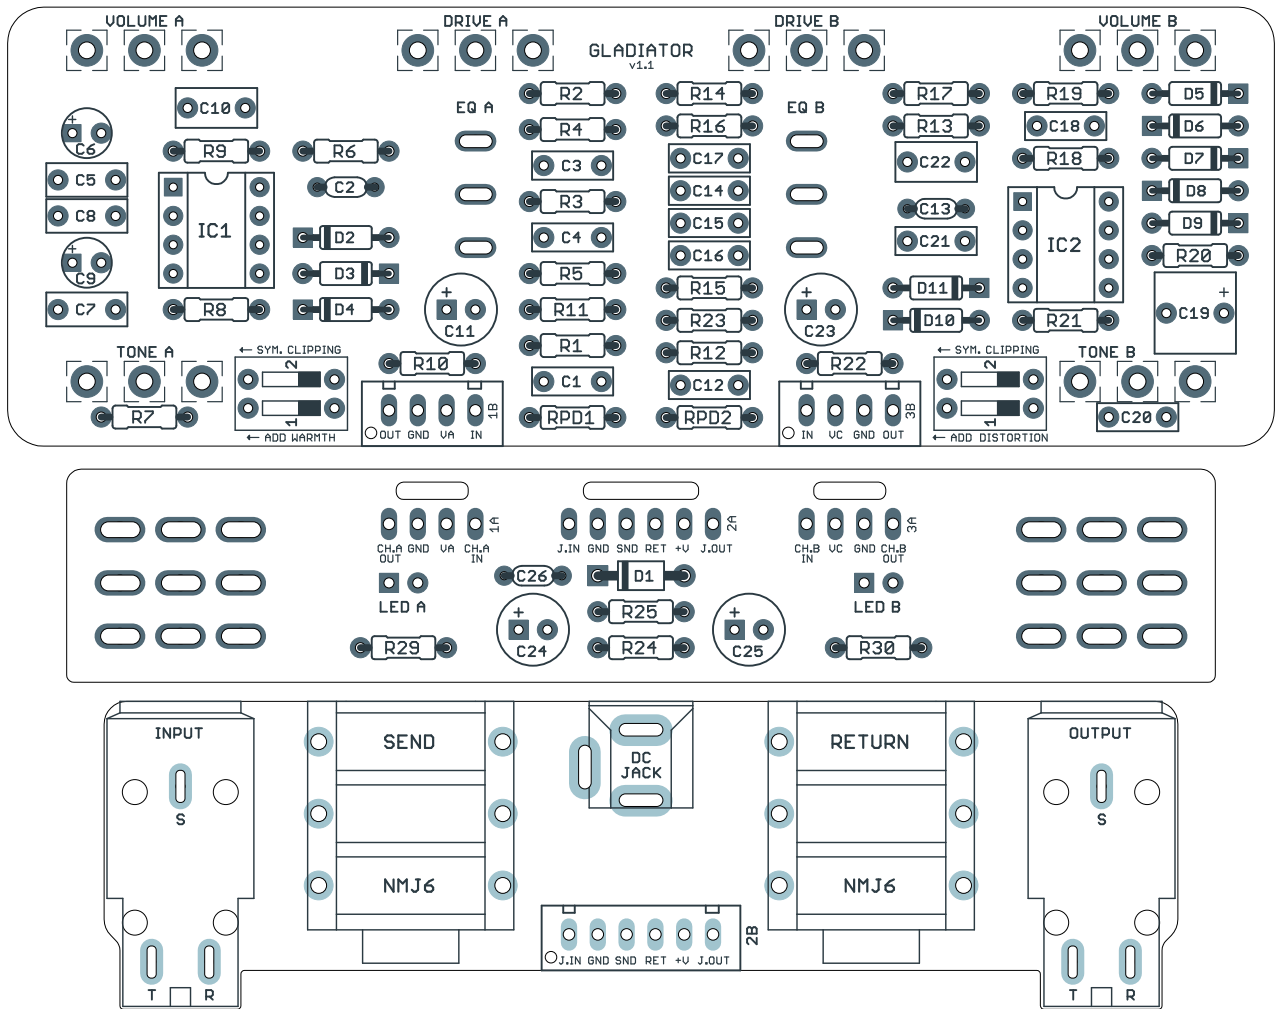 VOLUME A
DRIVE A
DRIVE B
VOLUME B
GLADIATOR
v1.1
C10
EQ A
R2
R14
EQ B
R17
R19
D5
+
C6
R4
R16
R13
C18
D6
R9
R6
C3
C17
C22
R18
D7
C5
C2
R3
C14
C13
D8
C8
IC1
D2
C4
C15
C21
IC2
D9
+
C9
D3
R5
C16
D11
R20
C7
R8
D4
+
C11
R11
R15
+
C23
D10
R21
+
C19
R23
TONE A
← SYM. CLIPPING
2
1
← ADD WARMTH
R10
R1
R12
R22
← SYM. CLIPPING
2
1
← ADD DISTORTION
TONE B
R7
C1
C12
C20
OUT GND VA IN
1B
RPD1
RPD2
IN VC GND OUT
3B
CH.A OUT
GND
VA
CH.A IN
1A
J.IN GND SND RET +V J.OUT
2A
CH.B IN
VC
GND
CH.B OUT
3A
LED A
C26
D1
LED B
R25
+
C24
+
C25
R29
R24
R30
INPUT
SEND
DC
JACK
RETURN
OUTPUT
S
S
NMJ6
NMJ6
J.IN GND SND RET +V J.OUT
2B
T
R
T
R